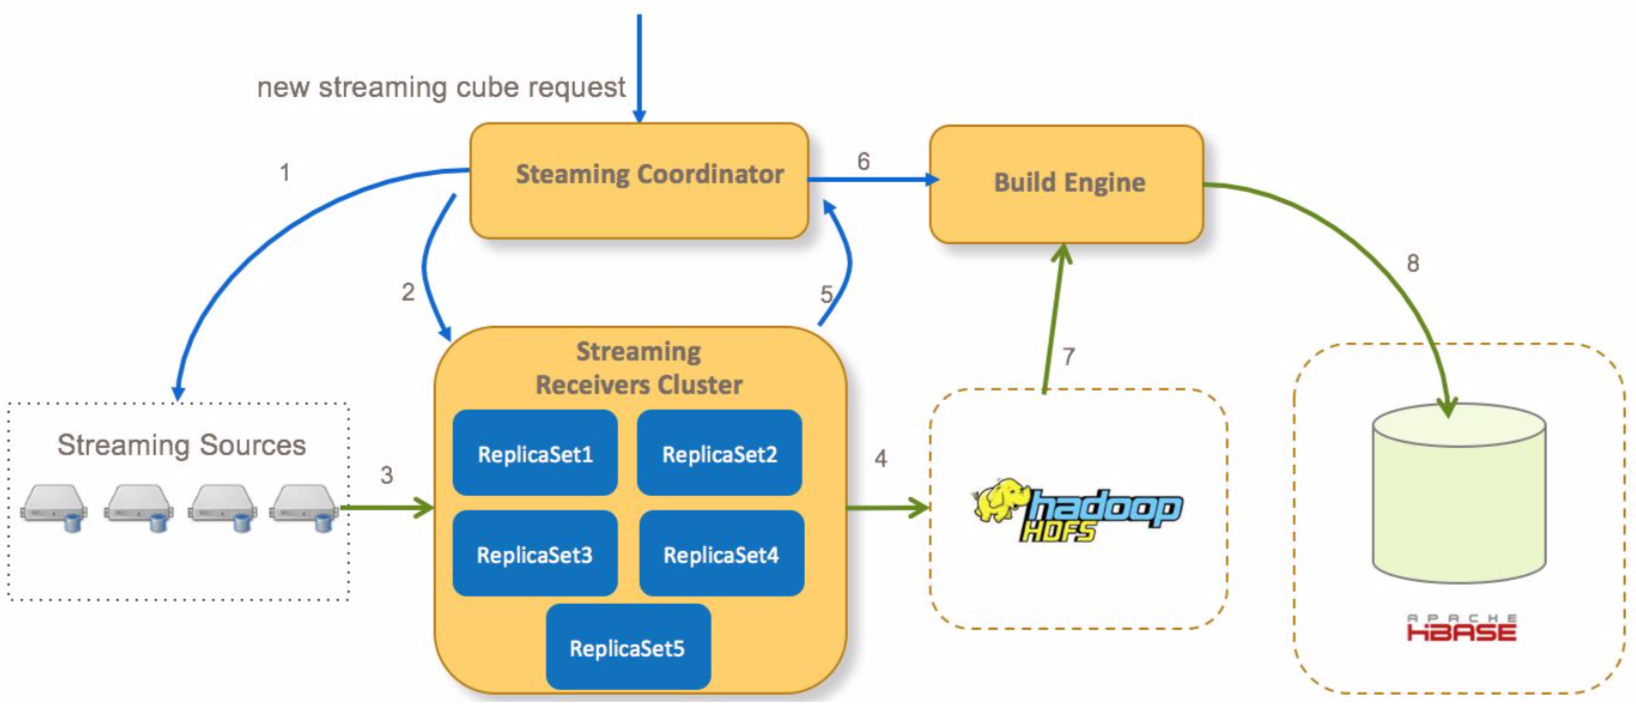 new streaming cube request
1
Steaming Coordinator
6
Build Engine
2
5
8
Streaming
Receivers Cluster
7
Streaming Sources
3
ReplicaSet1
ReplicaSet2
4
hadoop
HDFS
ReplicaSet3
ReplicaSet4
ReplicaSet5
APACHE
HBASE